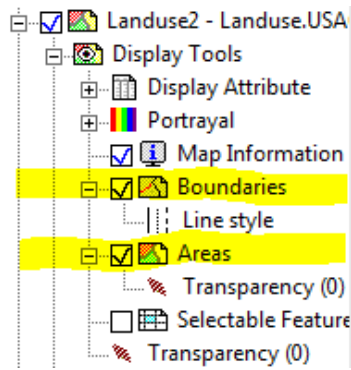 Landuse2 - Landuse.USA
Display Tools
Display Attribute
Portrayal
Map Information
Boundaries
Line style
Areas
Transparency (0)
Selectable Feature
Transparency (0)